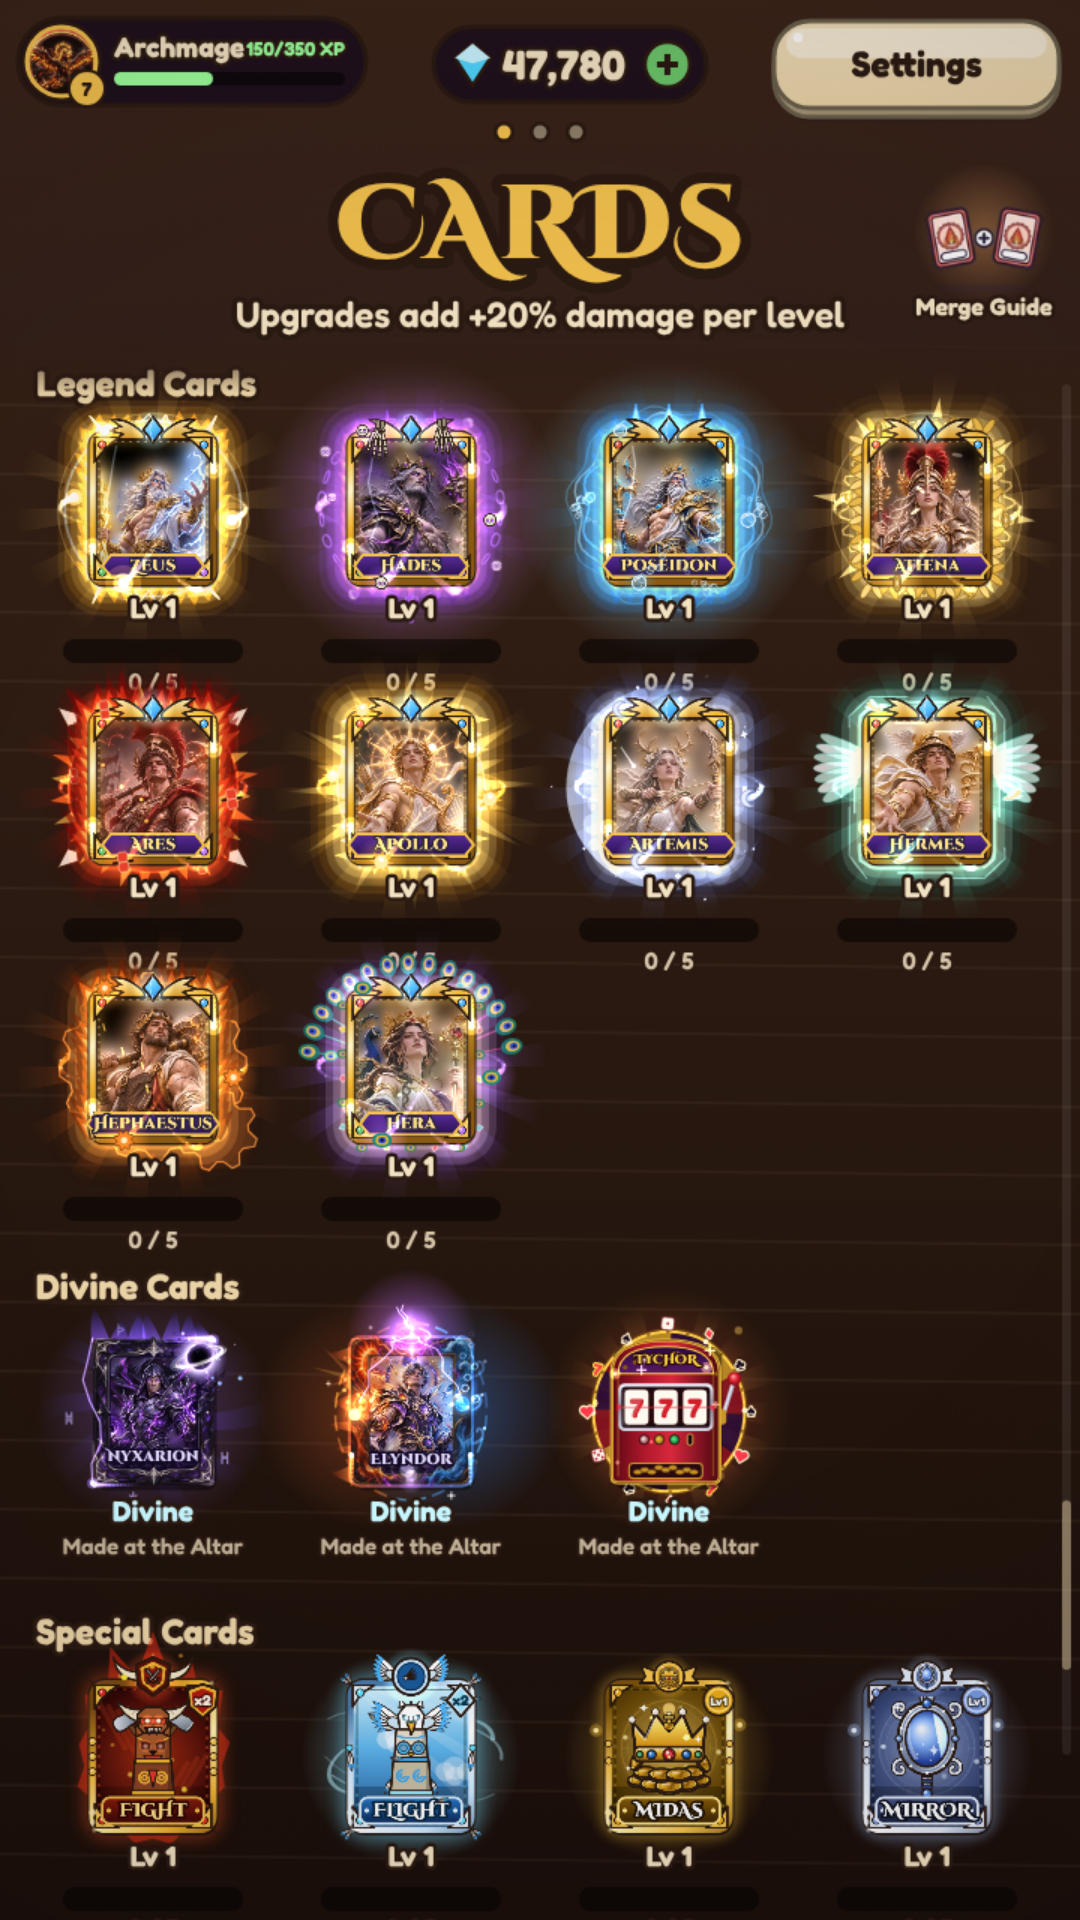 Archmage 150/350 XP
7
47,780
Settings
CARDS
Upgrades add +20% damage per level
Merge Guide
Legend Cards
ZEUS HADES POSEIDON ATHENA
Lv 1 Lv 1 Lv 1 Lv 1
0 / 5 0 / 5 0 / 5 0 / 5
ARES APOLLO ARTEMIS HERMES
Lv 1 Lv 1 Lv 1 Lv 1
0 / 5 0 / 5 0 / 5 0 / 5
HEPHAESTUS HERA
Lv 1 Lv 1
0 / 5 0 / 5
Divine Cards
TYCHOR
777
NYXARION ELYNDOR
Divine Divine Divine
Made at the Altar Made at the Altar Made at the Altar
Special Cards
x2 x2 Lv1 Lv1
FIGHT FLIGHT MIDAS MIRROR
Lv 1 Lv 1 Lv 1 Lv 1